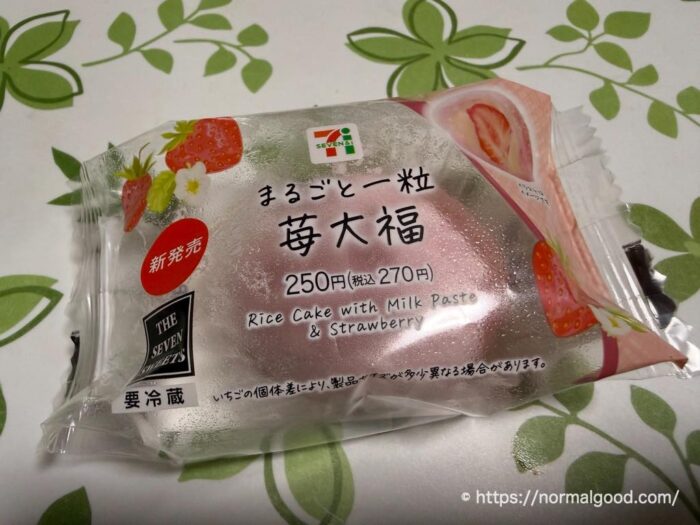 SEVEN&i
まるごと一粒
苺大福
250円(税込270円)
Rice Cake with Milk Paste
& Strawberry
新発売
THE
SEVEN
SWEETS
要冷蔵
いちごの個体差により、製品サイズが多少異なる場合があります。
© https://normalgood.com/